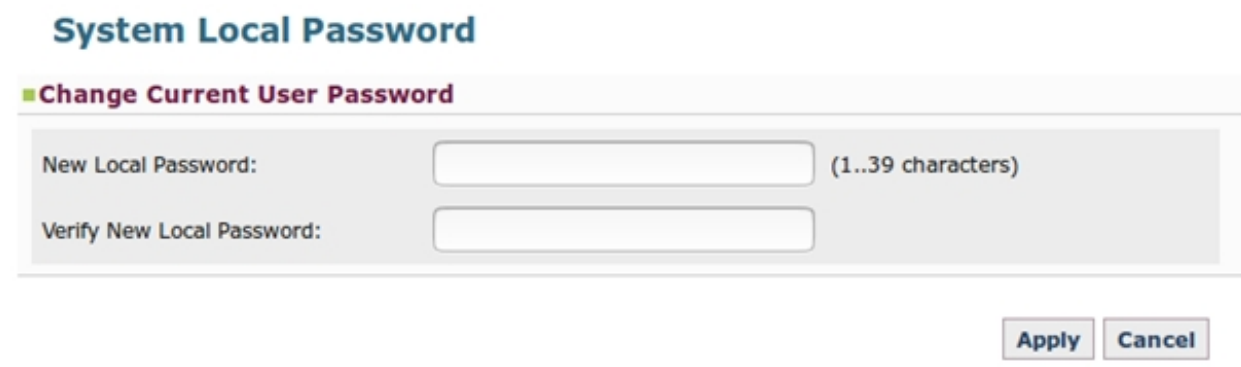 System Local Password
Change Current User Password
New Local Password: (1..39 characters)
Verify New Local Password:
Apply Cancel